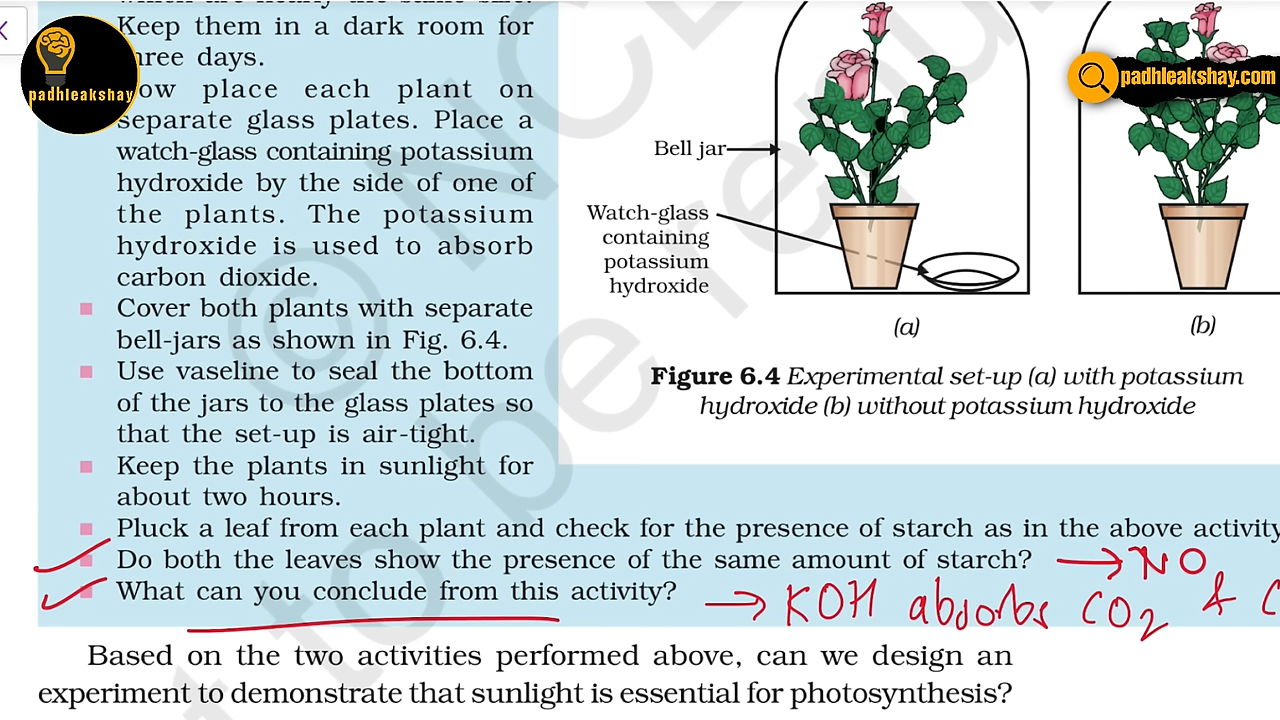 Keep them in a dark room for
three days.
Now place each plant on
separate glass plates. Place a
watch-glass containing potassium
hydroxide by the side of one of
the plants. The potassium
hydroxide is used to absorb
carbon dioxide.
Cover both plants with separate
bell-jars as shown in Fig. 6.4.
Use vaseline to seal the bottom
of the jars to the glass plates so
that the set-up is air-tight.
Keep the plants in sunlight for
about two hours.
Pluck a leaf from each plant and check for the presence of starch as in the above activity
Do both the leaves show the presence of the same amount of starch? → NO
What can you conclude from this activity? → KOH absorbs CO2 &
Based on the two activities performed above, can we design an
experiment to demonstrate that sunlight is essential for photosynthesis?
Bell jar
Watch-glass
containing
potassium
hydroxide
(a)
(b)
Figure 6.4 Experimental set-up (a) with potassium
hydroxide (b) without potassium hydroxide
padhleakshay
padhleakshay.com